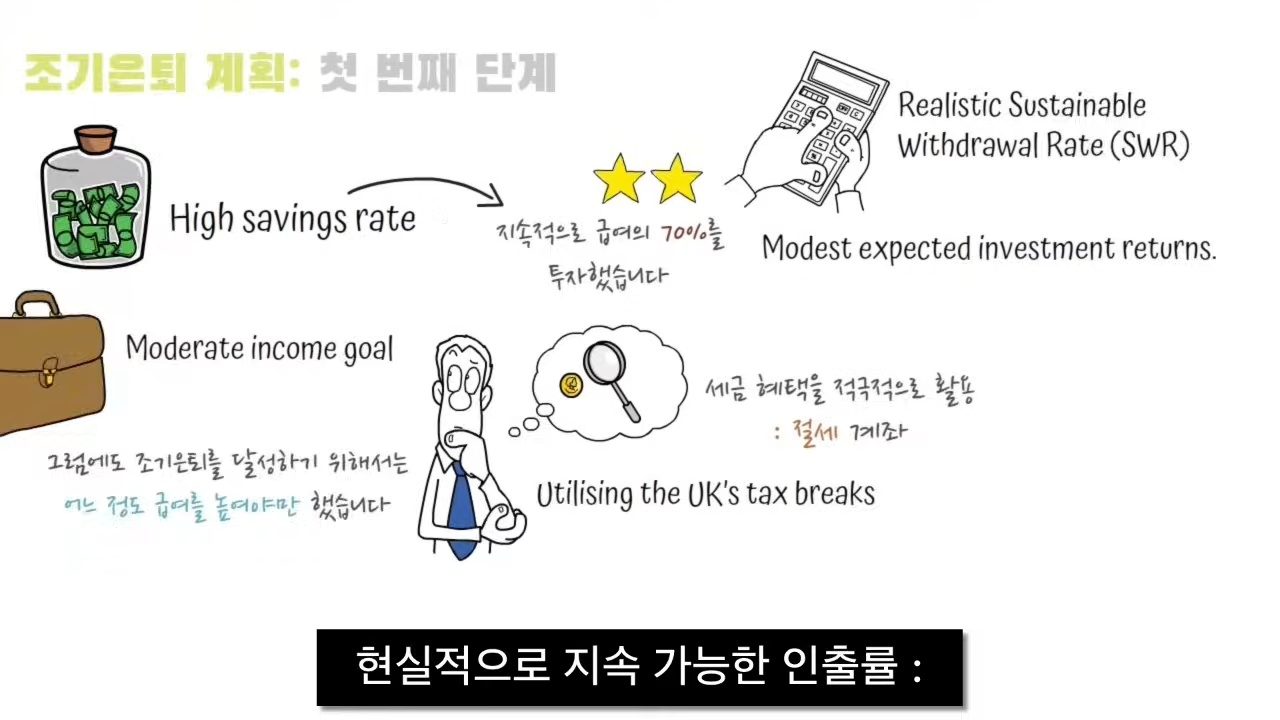 조기은퇴 계획: 첫 번째 단계
High savings rate
지속적으로 급여의 70%를
투자했습니다
Realistic Sustainable
Withdrawal Rate (SWR)
Modest expected investment returns.
Moderate income goal
그럼에도 조기은퇴를 달성하기 위해서는
어느 정도 급여를 높여야만 했습니다
세금 혜택을 적극적으로 활용
: 절세 계좌
Utilising the UK's tax breaks
현실적으로 지속 가능한 인출률 :